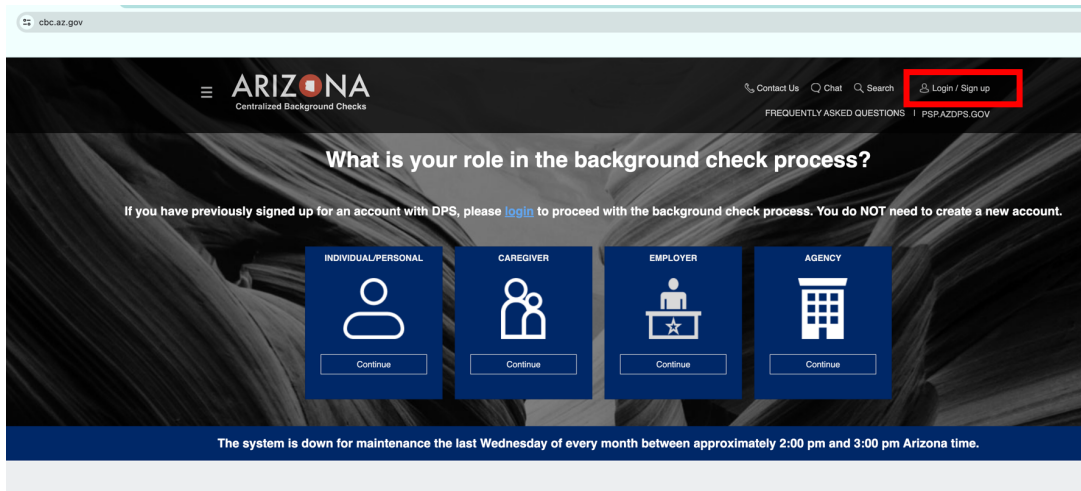 cbc.az.gov
ARIZONA
Centralized Background Checks
Contact Us Chat Search Login / Sign up
FREQUENTLY ASKED QUESTIONS | PSP.AZDPS.GOV
What is your role in the background check process?
If you have previously signed up for an account with DPS, please login to proceed with the background check process. You do NOT need to create a new account.
INDIVIDUAL/PERSONAL CAREGIVER EMPLOYER AGENCY
Continue Continue Continue Continue
The system is down for maintenance the last Wednesday of every month between approximately 2:00 pm and 3:00 pm Arizona time.